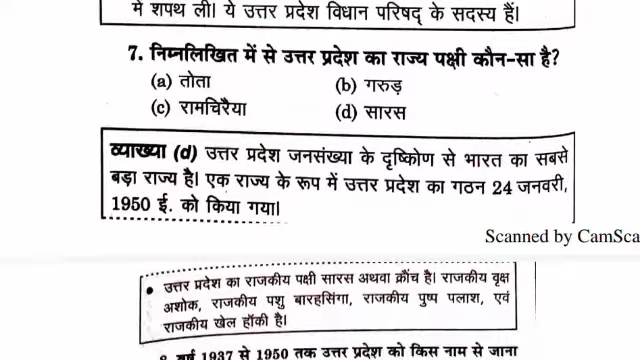 मे शपथ ली। ये उत्तर प्रदेश विधान परिषद् के सदस्य हैं।
7. निम्नलिखित में से उत्तर प्रदेश का राज्य पक्षी कौन-सा है?
(a) तोता (b) गरुड़
(c) रामचिरैया (d) सारस
व्याख्या (d) उत्तर प्रदेश जनसंख्या के दृष्किोण से भारत का सबसे
बड़ा राज्य है। एक राज्य के रूप में उत्तर प्रदेश का गठन 24 जनवरी,
1950 ई. को किया गया।
Scanned by CamSca
• उत्तर प्रदेश का राजकीय पक्षी सारस अथवा क्रौंच है। राजकीय वृक्ष
अशोक, राजकीय पशु बारहसिंगा, राजकीय पुष्प पलाश, एवं
राजकीय खेल हॉकी है।
8. वर्ष 1937 से 1950 तक उत्तर प्रदेश को किस नाम से जाना